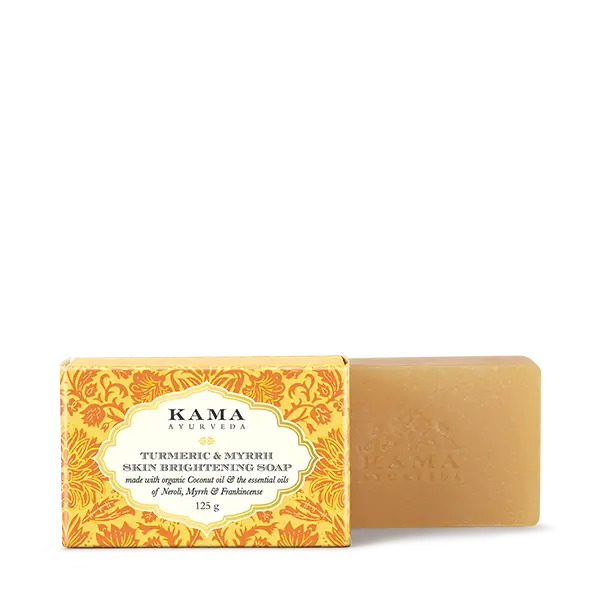 KAMA
AYURVEDA
TURMERIC & MYRRH
SKIN BRIGHTENING SOAP
made with organic Coconut oil & the essential oils
of Neroli, Myrrh & Frankincense
125 g
KAMA
AYURVEDA